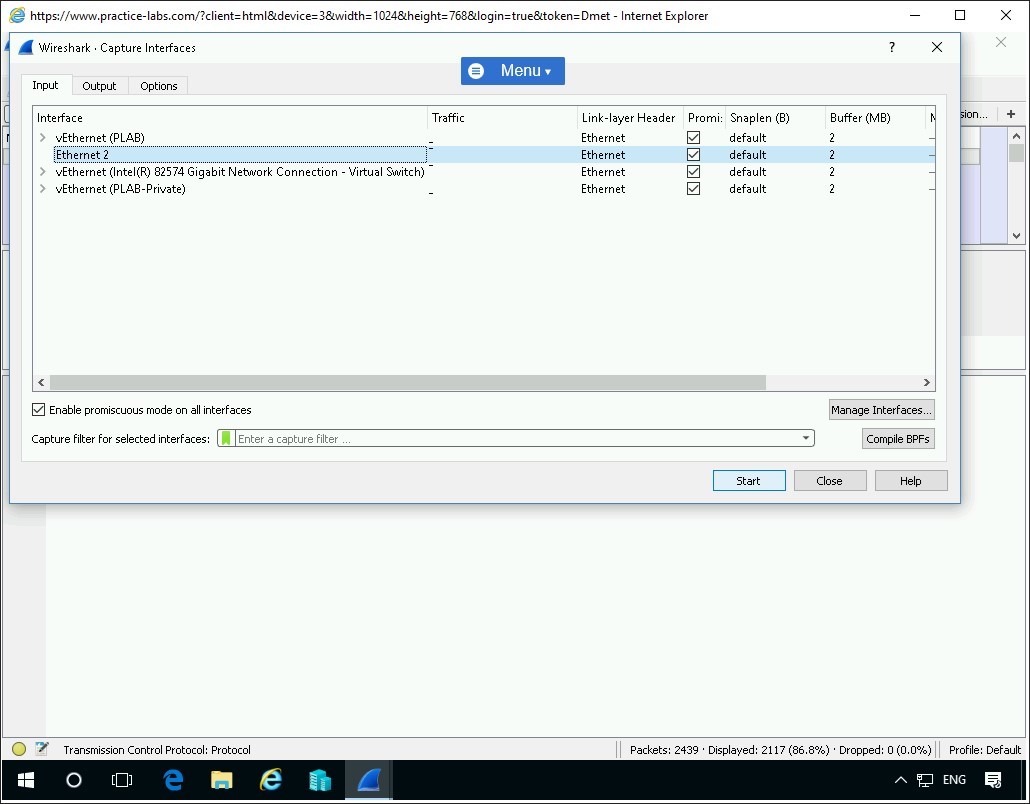 https://www.practice-labs.com/?client=html&device=3&width=1024&height=768&login=true&token=Dmet - Internet Explorer
Wireshark · Capture Interfaces
?
Menu
Input Output Options
Interface Traffic Link-layer Header Promi: Snaplen (B) Buffer (MB)
vEthernet (PLAB) Ethernet default 2
Ethernet 2 Ethernet default 2
vEthernet (Intel(R) 82574 Gigabit Network Connection - Virtual Switch) Ethernet default 2
vEthernet (PLAB-Private) Ethernet default 2
sion... +
Enable promiscuous mode on all interfaces Manage Interfaces...
Capture filter for selected interfaces: Enter a capture filter ... Compile BPFs
Start Close Help
Transmission Control Protocol: Protocol Packets: 2439 · Displayed: 2117 (86.8%) · Dropped: 0 (0.0%) Profile: Default
ENG